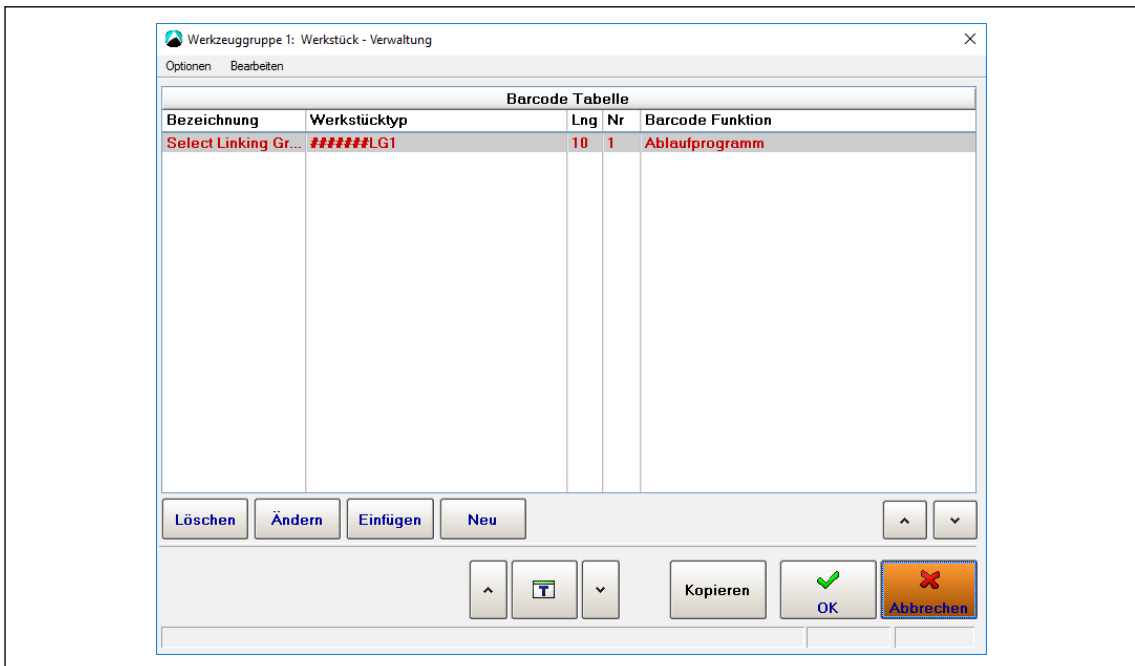 Werkzeuggruppe 1: Werkstück - Verwaltung
Optionen Bearbeiten
Barcode Tabelle
Bezeichnung Werkstücktyp Lng Nr Barcode Funktion
Select Linking Gr... #######LG1 10 1 Ablaufprogramm
Löschen Ändern Einfügen Neu
T Kopieren OK Abbrechen